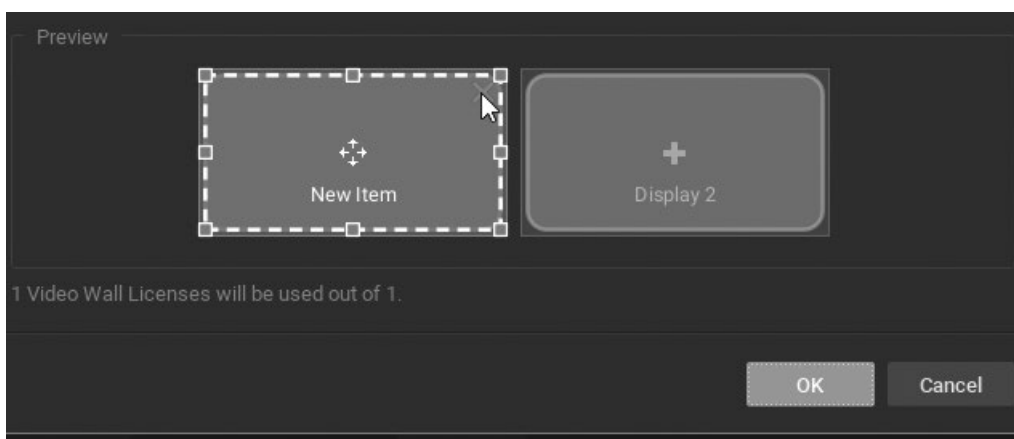 Preview
New Item
Display 2
1 Video Wall Licenses will be used out of 1.
OK
Cancel